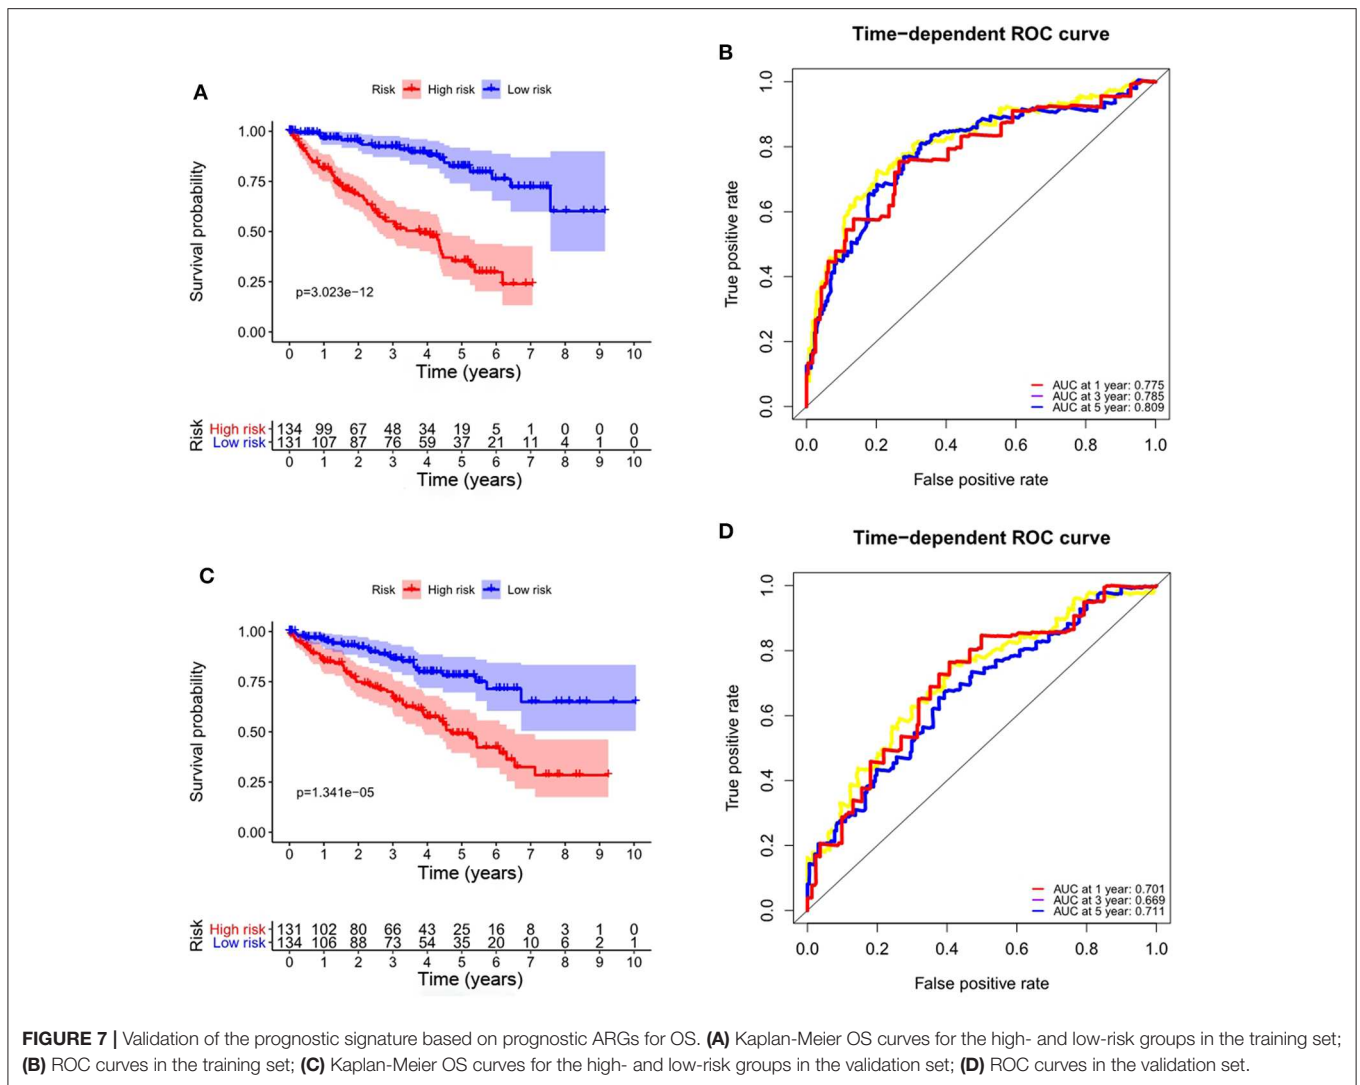 A
Risk High risk Low risk
Survival probability
1.00
0.75
0.50
0.25
0.00
p=3.023e−12
0 1 2 3 4 5 6 7 8 9 10
Time (years)
Risk
High risk 134 99 67 48 34 19 5 1 0 0 0
Low risk 131 107 87 76 59 37 21 11 4 1 0
0 1 2 3 4 5 6 7 8 9 10
Time (years)
B
Time−dependent ROC curve
True positive rate
1.0
0.8
0.6
0.4
0.2
0.0
AUC at 1 year: 0.775
AUC at 3 year: 0.785
AUC at 5 year: 0.809
0.0 0.2 0.4 0.6 0.8 1.0
False positive rate
C
Risk High risk Low risk
Survival probability
1.00
0.75
0.50
0.25
0.00
p=1.341e−05
0 1 2 3 4 5 6 7 8 9 10
Time (years)
Risk
High risk 131 102 80 66 43 25 16 8 3 1 0
Low risk 134 106 88 73 54 35 20 10 6 2 1
0 1 2 3 4 5 6 7 8 9 10
Time (years)
D
Time−dependent ROC curve
True positive rate
1.0
0.8
0.6
0.4
0.2
0.0
AUC at 1 year: 0.701
AUC at 3 year: 0.669
AUC at 5 year: 0.711
0.0 0.2 0.4 0.6 0.8 1.0
False positive rate
FIGURE 7 | Validation of the prognostic signature based on prognostic ARGs for OS. (A) Kaplan-Meier OS curves for the high- and low-risk groups in the training set;
(B) ROC curves in the training set; (C) Kaplan-Meier OS curves for the high- and low-risk groups in the validation set; (D) ROC curves in the validation set.